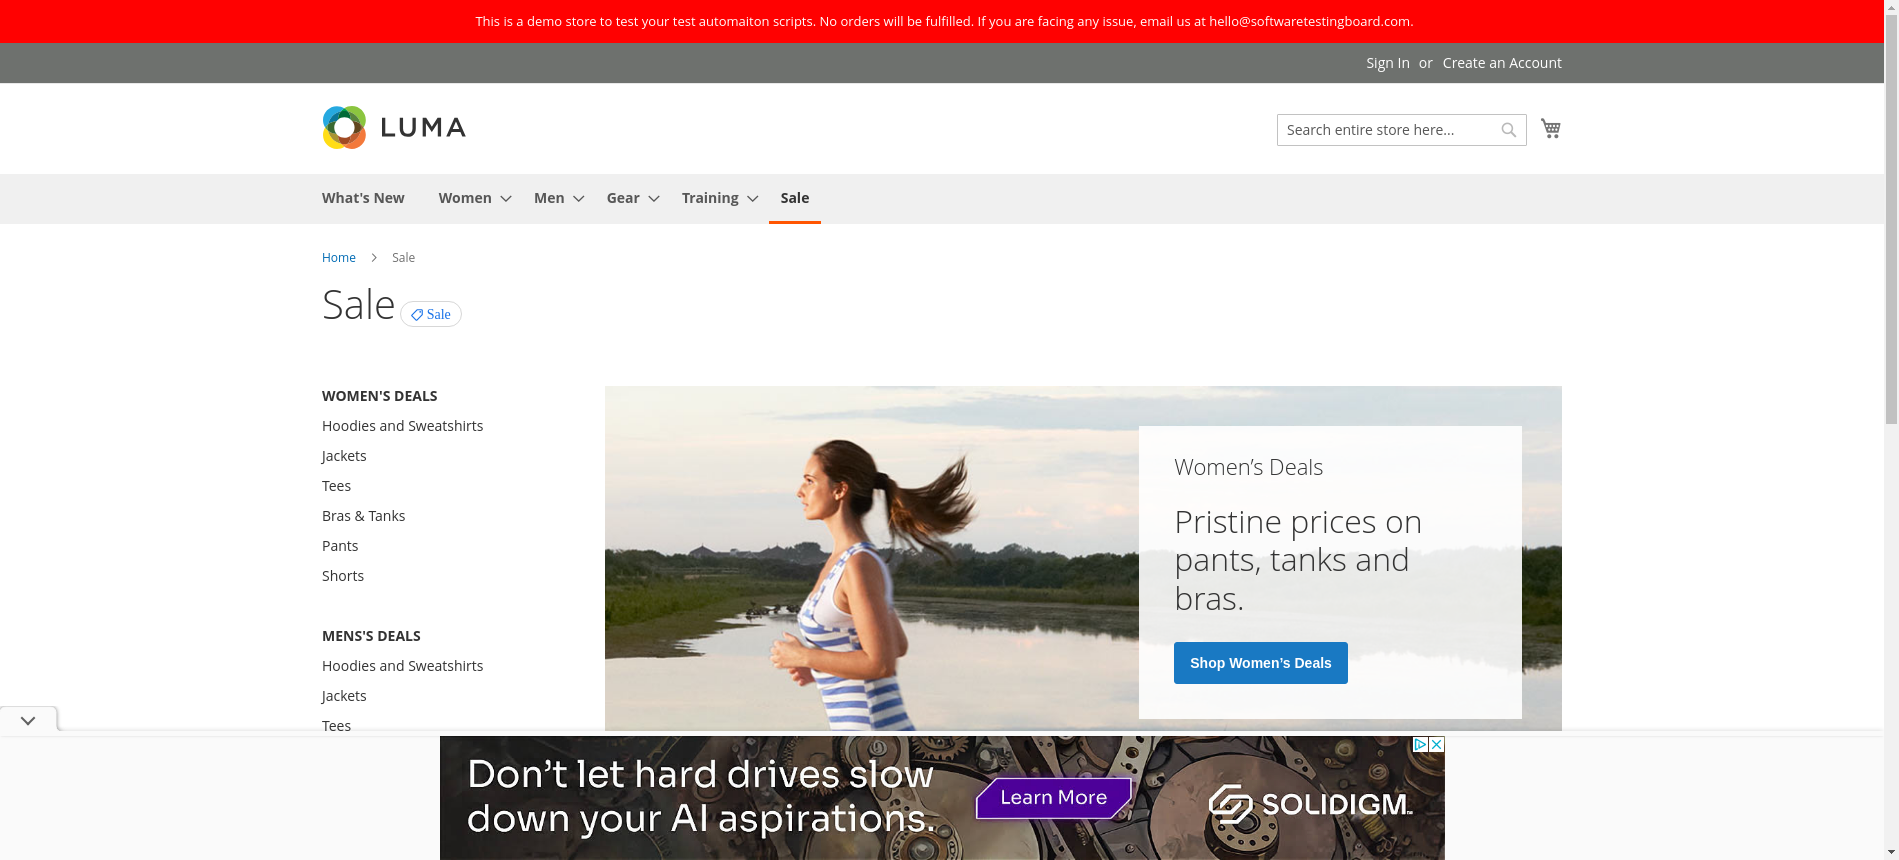 This is a demo store to test your test automaiton scripts. No orders will be fulfilled. If you are facing any issue, email us at hello@softwaretestingboard.com.
Sign In or Create an Account
LUMA
Search entire store here...
What's New Women Men Gear Training Sale
Home Sale
Sale Sale
WOMEN'S DEALS
Hoodies and Sweatshirts
Jackets
Tees
Bras & Tanks
Pants
Shorts
MENS'S DEALS
Hoodies and Sweatshirts
Jackets
Tees
Women’s Deals
Pristine prices on
pants, tanks and
bras.
Shop Women’s Deals
Don’t let hard drives slow
down your AI aspirations.
Learn More
SOLIDIGM